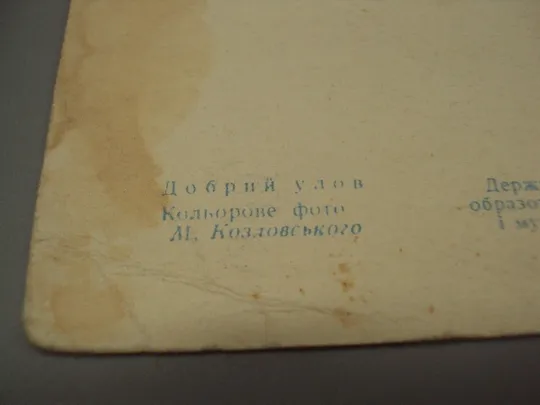 Добрий улов
Кольорове фото
М. Козловського
Держ
образо
і му